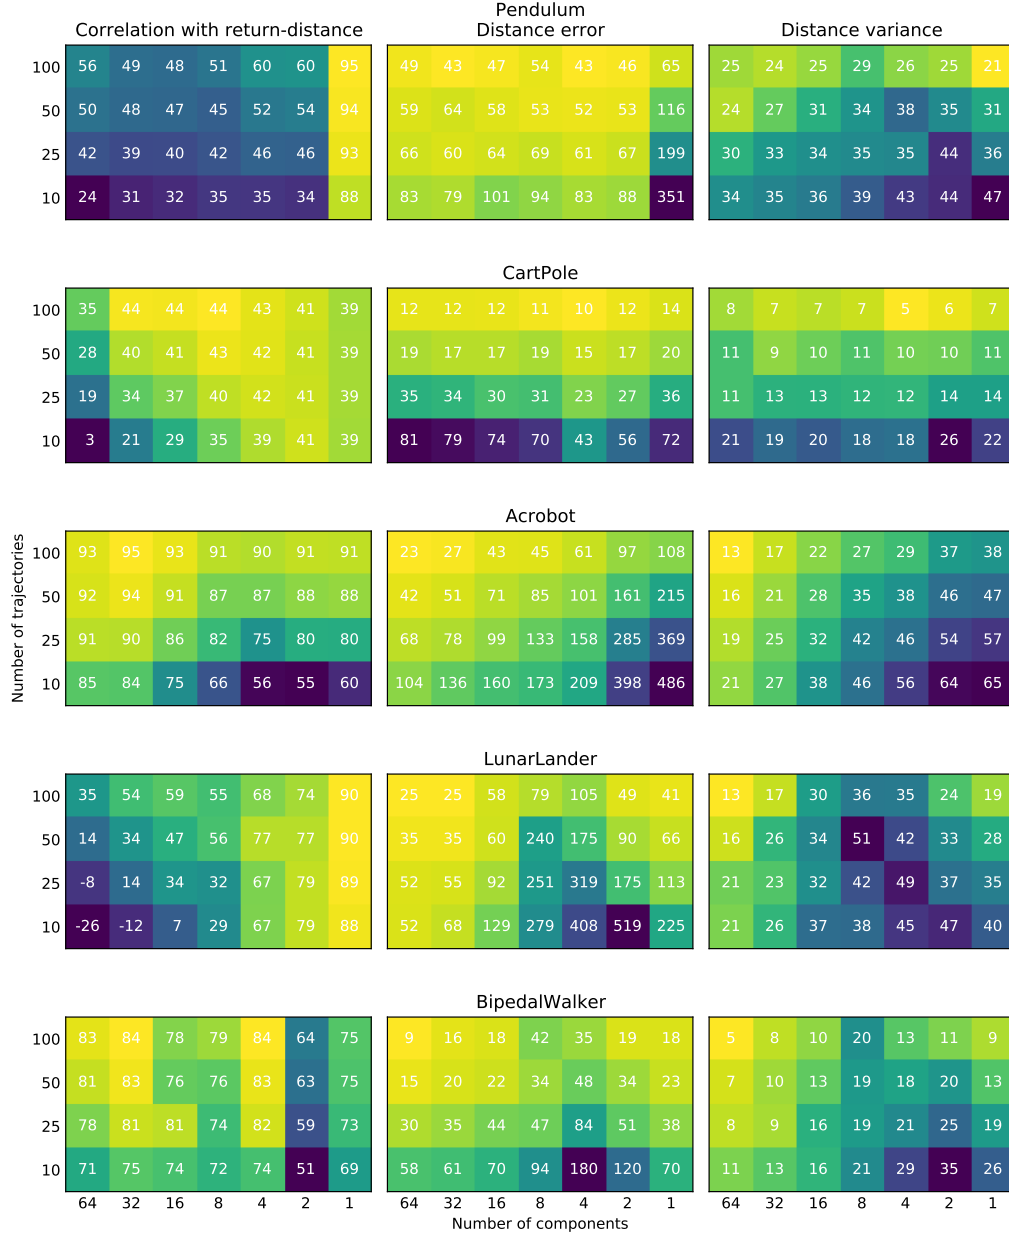 Pendulum
Correlation with return-distance Distance error Distance variance
100 56 49 48 51 60 60 95 49 43 47 54 43 46 65 25 24 25 29 26 25 21
50 50 48 47 45 52 54 94 59 64 58 53 52 53 116 24 27 31 34 38 35 31
25 42 39 40 42 46 46 93 66 60 64 69 61 67 199 30 33 34 35 35 44 36
10 24 31 32 35 35 34 88 83 79 101 94 83 88 351 34 35 36 39 43 44 47
CartPole
100 35 44 44 44 43 41 39 12 12 12 11 10 12 14 8 7 7 7 5 6 7
50 28 40 41 43 42 41 39 19 17 17 19 15 17 20 11 9 10 11 10 10 11
25 19 34 37 40 42 41 39 35 34 30 31 23 27 36 11 13 13 12 12 14 14
10 3 21 29 35 39 41 39 81 79 74 70 43 56 72 21 19 20 18 18 26 22
Number of trajectories
Acrobot
100 93 95 93 91 90 91 91 23 27 43 45 61 97 108 13 17 22 27 29 37 38
50 92 94 91 87 87 88 88 42 51 71 85 101 161 215 16 21 28 35 38 46 47
25 91 90 86 82 75 80 80 68 78 99 133 158 285 369 19 25 32 42 46 54 57
10 85 84 75 66 56 55 60 104 136 160 173 209 398 486 21 27 38 46 56 64 65
LunarLander
100 35 54 59 55 68 74 90 25 25 58 79 105 49 41 13 17 30 36 35 24 19
50 14 34 47 56 77 77 90 35 35 60 240 175 90 66 16 26 34 51 42 33 28
25 -8 14 34 32 67 79 89 52 55 92 251 319 175 113 21 23 32 42 49 37 35
10 -26 -12 7 29 67 79 88 52 68 129 279 408 519 225 21 26 37 38 45 47 40
BipedalWalker
100 83 84 78 79 84 64 75 9 16 18 42 35 19 18 5 8 10 20 13 11 9
50 81 83 76 76 83 63 75 15 20 22 34 48 34 23 7 10 13 19 18 20 13
25 78 81 81 74 82 59 73 30 35 44 47 84 51 38 8 9 16 19 21 25 19
10 71 75 74 72 74 51 69 58 61 70 94 180 120 70 11 13 16 21 29 35 26
64 32 16 8 4 2 1 64 32 16 8 4 2 1 64 32 16 8 4 2 1
Number of components